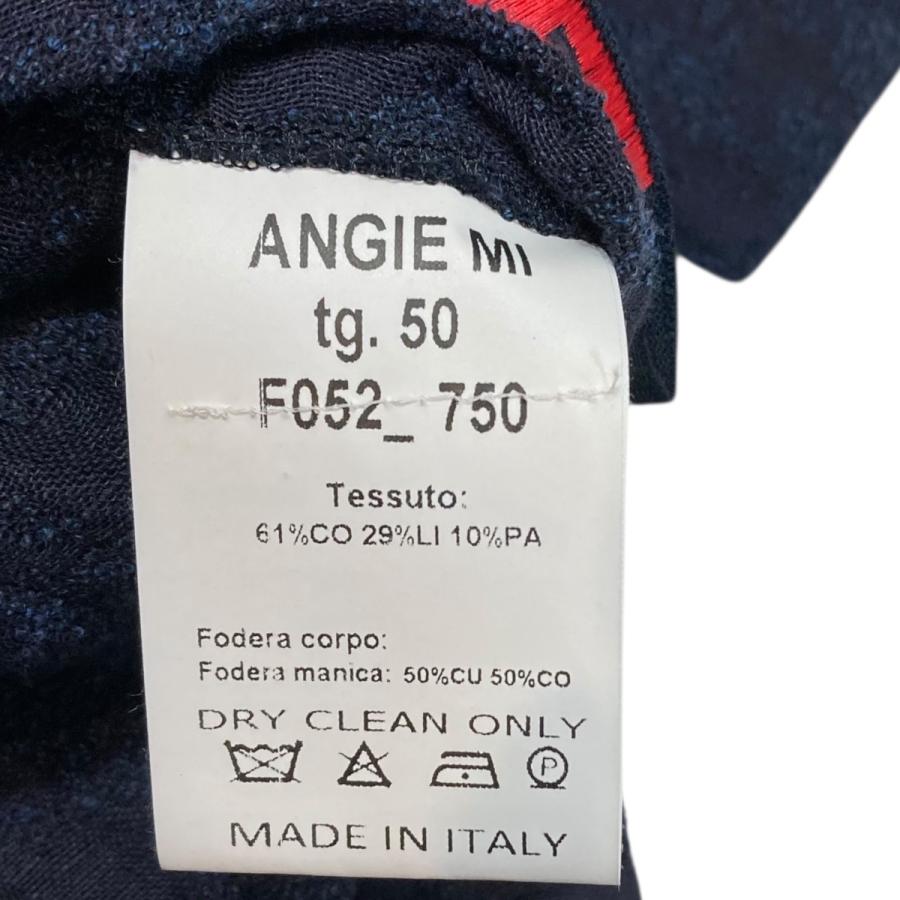 ANGIE MI
tg. 50
F052_ 750
Tessuto:
61%CO 29%LI 10%PA
Fodera corpo:
Fodera manica: 50%CU 50%CO
DRY CLEAN ONLY
P
MADE IN ITALY